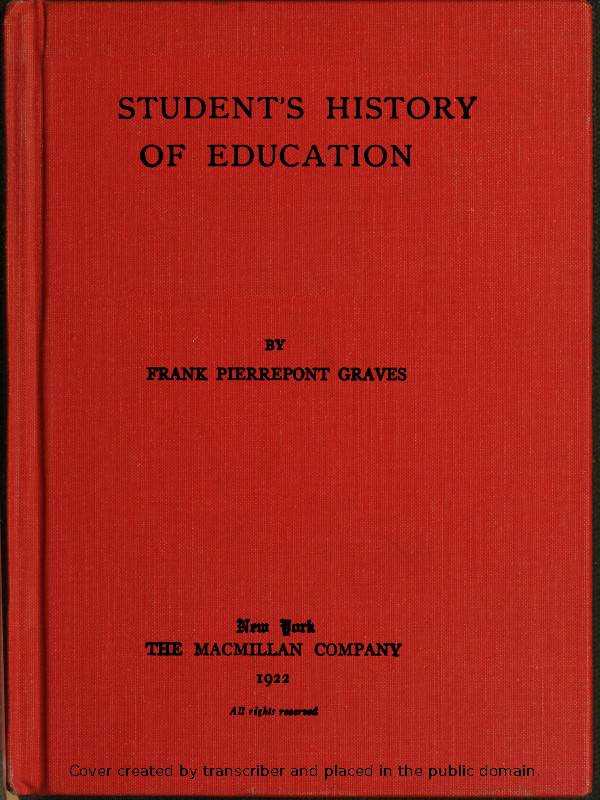 STUDENT'S HISTORY
OF EDUCATION
BY
FRANK PIERREPONT GRAVES
New York
THE MACMILLAN COMPANY
1922
All rights reserved
Cover created by transcriber and placed in the public domain.